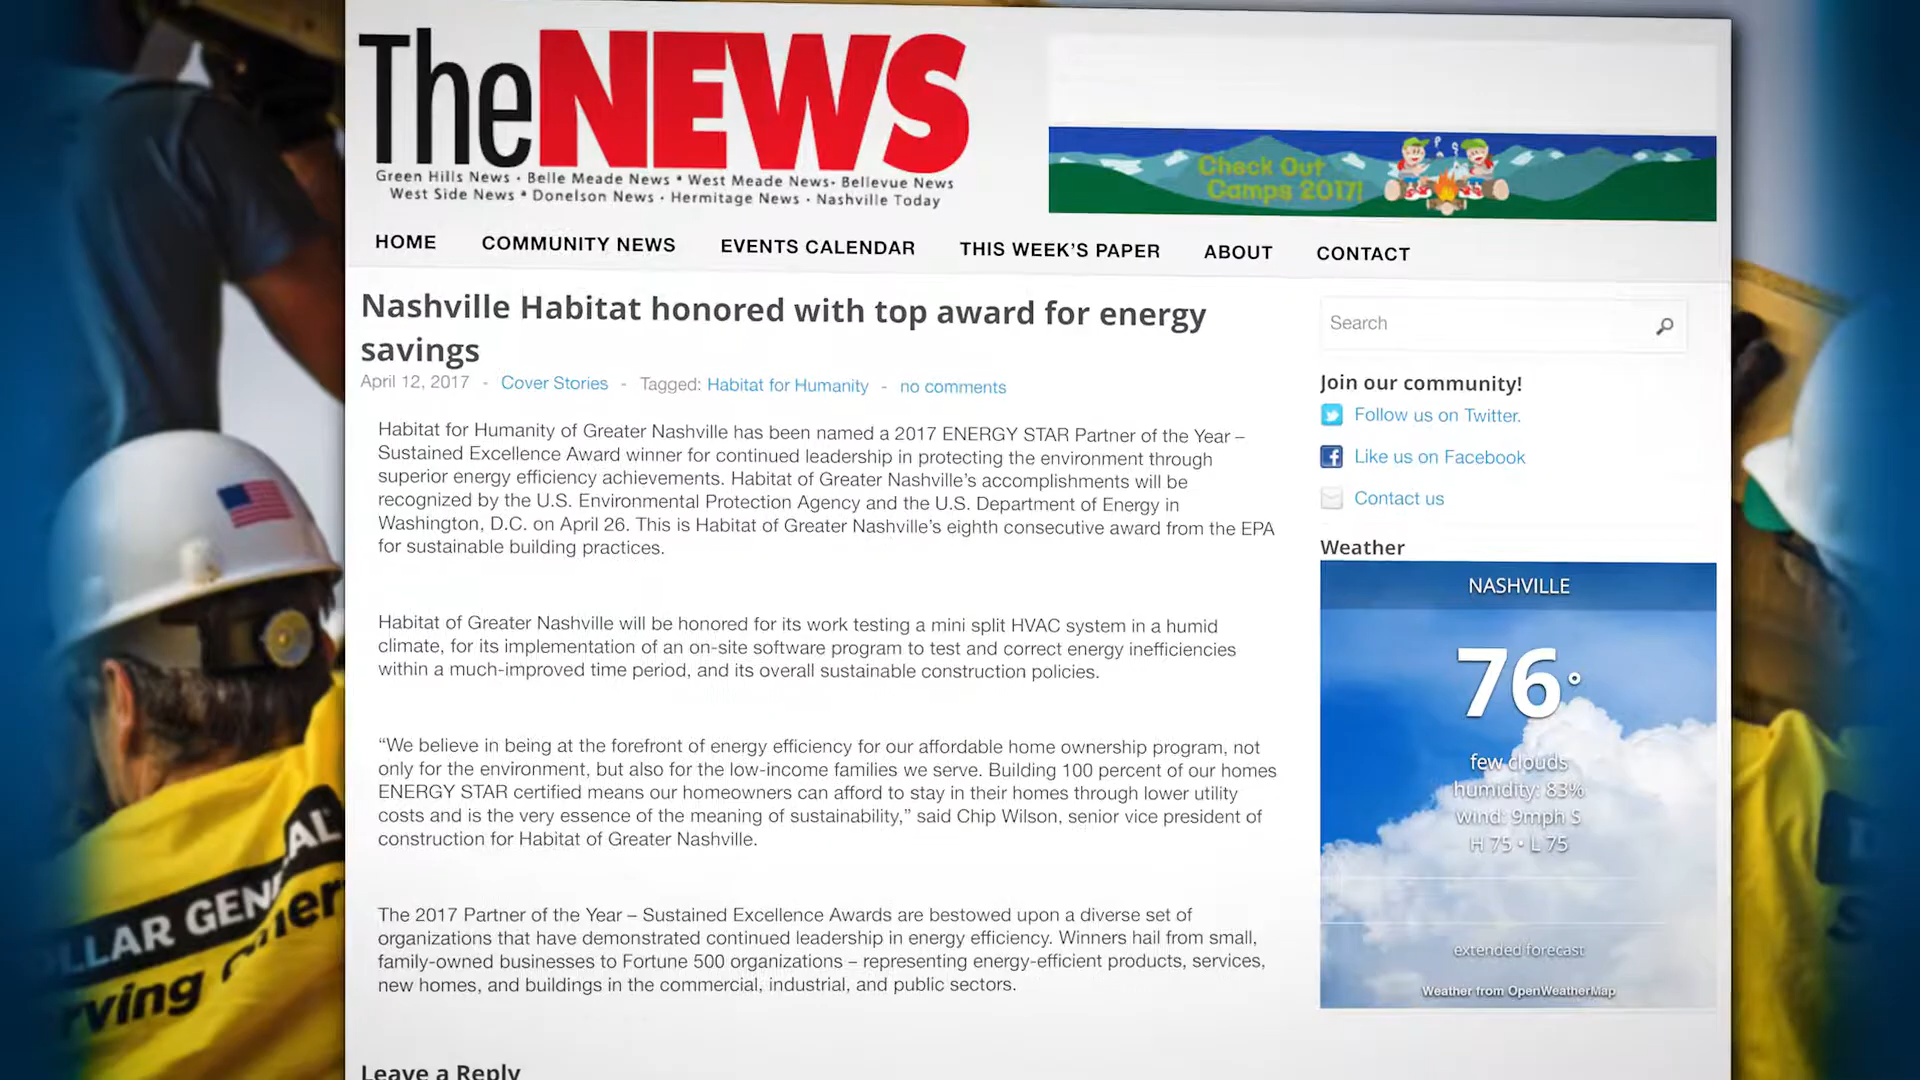 TheNEWS
Green Hills News • Belle Meade News • West Meade News• Bellevue News
West Side News • Donelson News • Hermitage News • Nashville Today
Check Out
Camps 2017!
HOME COMMUNITY NEWS EVENTS CALENDAR THIS WEEK'S PAPER ABOUT CONTACT
Nashville Habitat honored with top award for energy
savings
April 12, 2017 - Cover Stories - Tagged: Habitat for Humanity - no comments
Habitat for Humanity of Greater Nashville has been named a 2017 ENERGY STAR Partner of the Year –
Sustained Excellence Award winner for continued leadership in protecting the environment through
superior energy efficiency achievements. Habitat of Greater Nashville's accomplishments will be
recognized by the U.S. Environmental Protection Agency and the U.S. Department of Energy in
Washington, D.C. on April 26. This is Habitat of Greater Nashville's eighth consecutive award from the EPA
for sustainable building practices.
Habitat of Greater Nashville will be honored for its work testing a mini split HVAC system in a humid
climate, for its implementation of an on-site software program to test and correct energy inefficiencies
within a much-improved time period, and its overall sustainable construction policies.
“We believe in being at the forefront of energy efficiency for our affordable home ownership program, not
only for the environment, but also for the low-income families we serve. Building 100 percent of our homes
ENERGY STAR certified means our homeowners can afford to stay in their homes through lower utility
costs and is the very essence of the meaning of sustainability,” said Chip Wilson, senior vice president of
construction for Habitat of Greater Nashville.
The 2017 Partner of the Year – Sustained Excellence Awards are bestowed upon a diverse set of
organizations that have demonstrated continued leadership in energy efficiency. Winners hail from small,
family-owned businesses to Fortune 500 organizations – representing energy-efficient products, services,
new homes, and buildings in the commercial, industrial, and public sectors.
Leave a Reply
Search
Join our community!
Follow us on Twitter.
Like us on Facebook
Contact us
Weather
NASHVILLE
76°
few clouds
humidity: 83%
wind: 9mph S
H 75 • L 75
extended forecast
Weather from OpenWeatherMap
LLAR GENERAL
rving